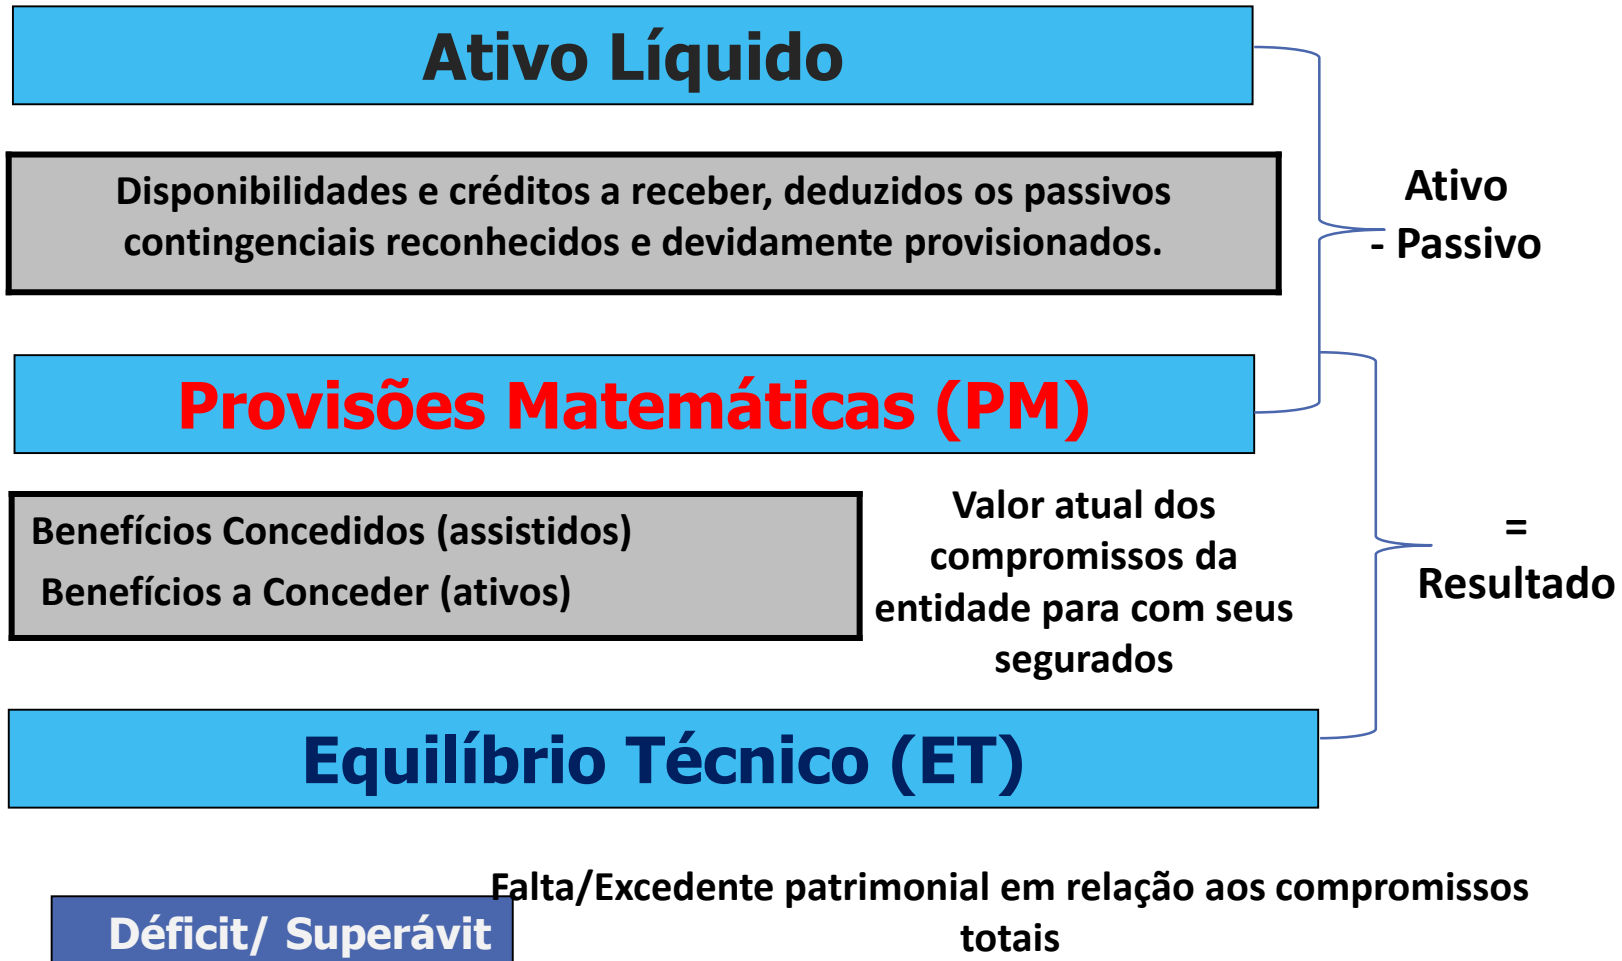 Ativo Líquido
Disponibilidades e créditos a receber, deduzidos os passivos
contingenciais reconhecidos e devidamente provisionados.
Ativo
- Passivo
Provisões Matemáticas (PM)
Benefícios Concedidos (assistidos)
Benefícios a Conceder (ativos)
Valor atual dos
compromissos da
entidade para com seus
segurados
=
Resultado
Equilíbrio Técnico (ET)
Déficit/ Superávit
Falta/Excedente patrimonial em relação aos compromissos
totais